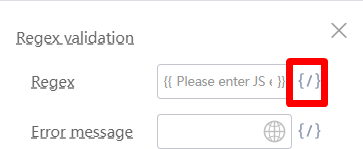 Regex validation
Regex {{ Please enter JS e }} {/}
Error message {/}